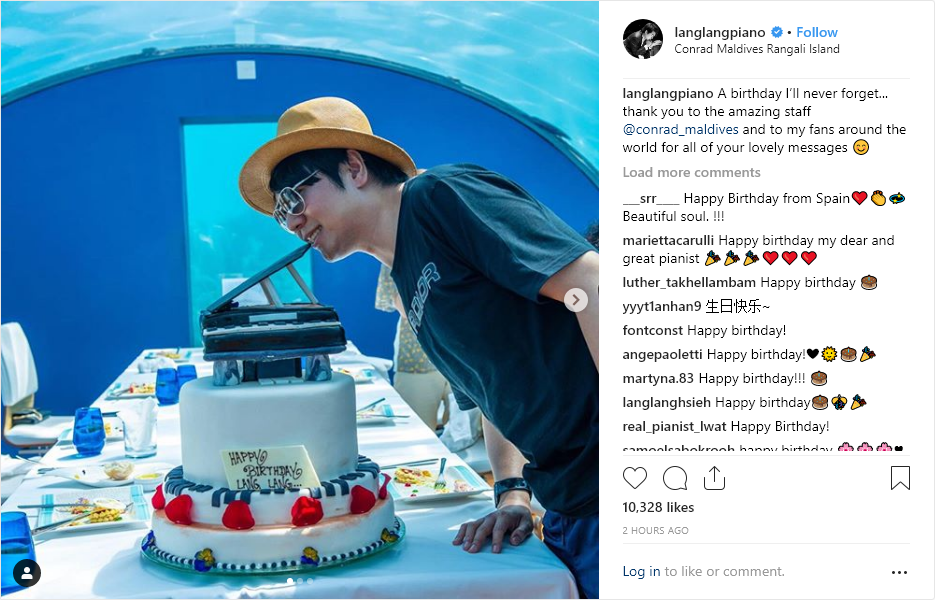 HAPPY
BIRTHDAY
LANG LANG...
langlangpiano • Follow
Conrad Maldives Rangali Island
langlangpiano A birthday I'll never forget...
thank you to the amazing staff
@conrad_maldives and to my fans around the
world for all of your lovely messages 😊
Load more comments
___srr____ Happy Birthday from Spain❤️👏💫
Beautiful soul. !!!
mariettacarulli Happy birthday my dear and
great pianist 🎉🎉🎉❤️❤️❤️
luther_takhellambam Happy birthday 🎂
yyyt1anhan9 生日快乐~
fontconst Happy birthday!
angepaoletti Happy birthday!🖤🌞🎂🎉
martyna.83 Happy birthday!!! 🎂
langlanghsieh Happy birthday🎂🎉
real_pianist_lwat Happy Birthday!
happy birthday 🌸🌸🌸
10,338 likes
2 HOURS AGO
Log in to like or comment.